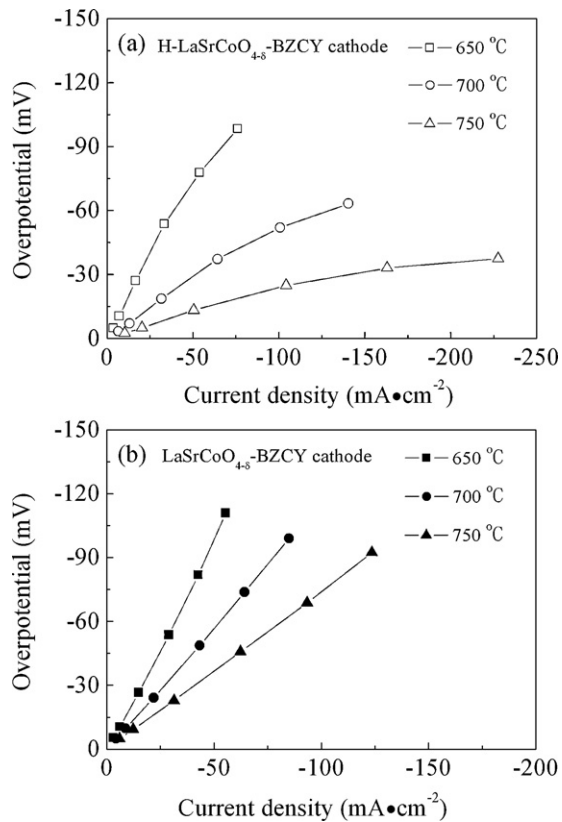 -150
(a) H-LaSrCoO4-δ-BZCY cathode
650 °C
700 °C
750 °C
-120
-90
-60
-30
0
Overpotential (mV)
0 -50 -100 -150 -200 -250
Current density (mA•cm-2)
-150
(b) LaSrCoO4-δ-BZCY cathode
650 °C
700 °C
750 °C
-120
-90
-60
-30
0
Overpotential (mV)
0 -50 -100 -150 -200
Current density (mA•cm-2)